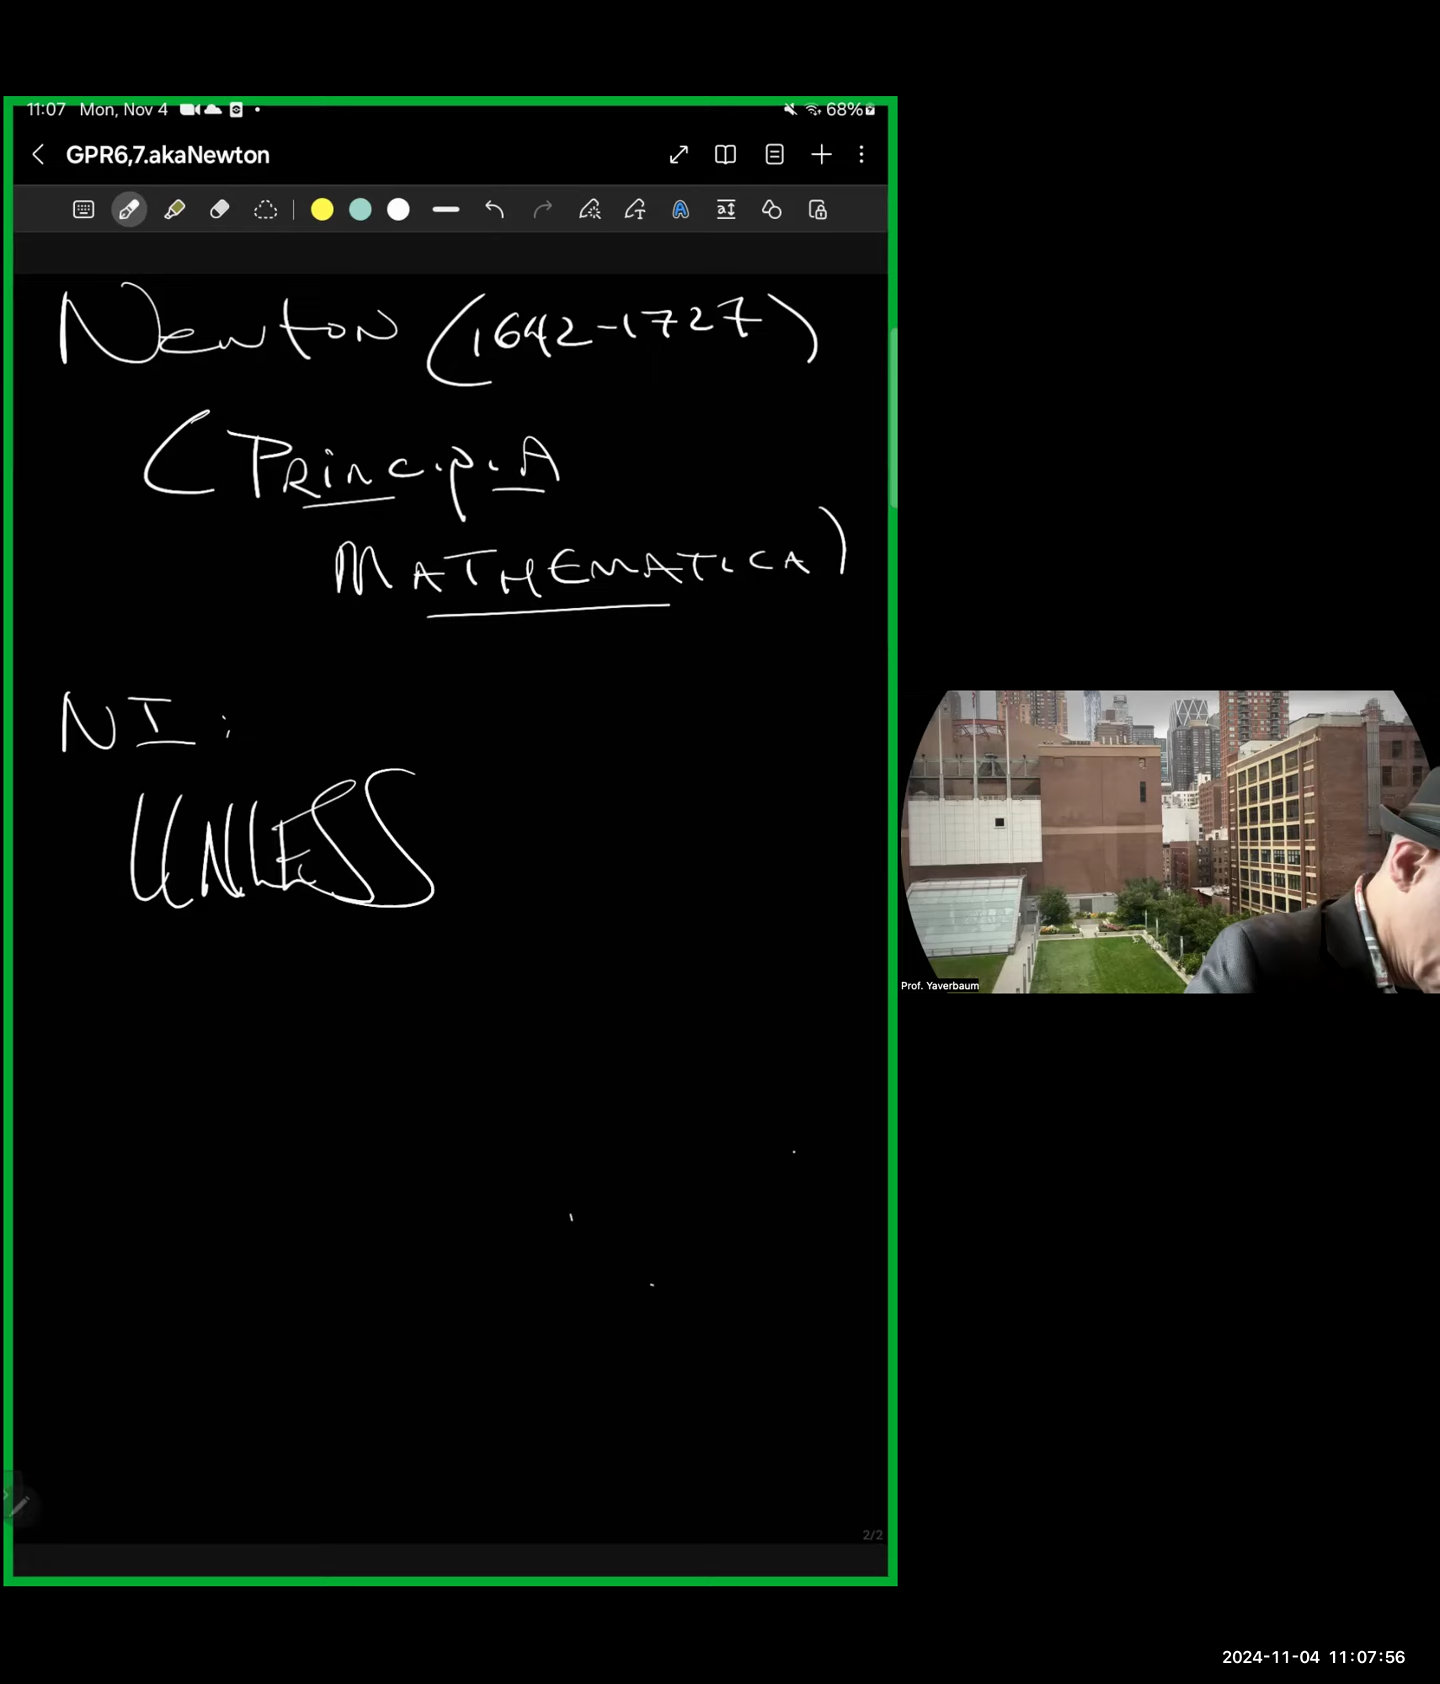 11:07 Mon, Nov 4 68%
GPR6,7.akaNewton
Newton (1642-1727)
(PRINCIPIA
MATHEMATICA)
NI:
UNLESS
Prof. Yaverbaum
2/2
2024-11-04 11:07:56